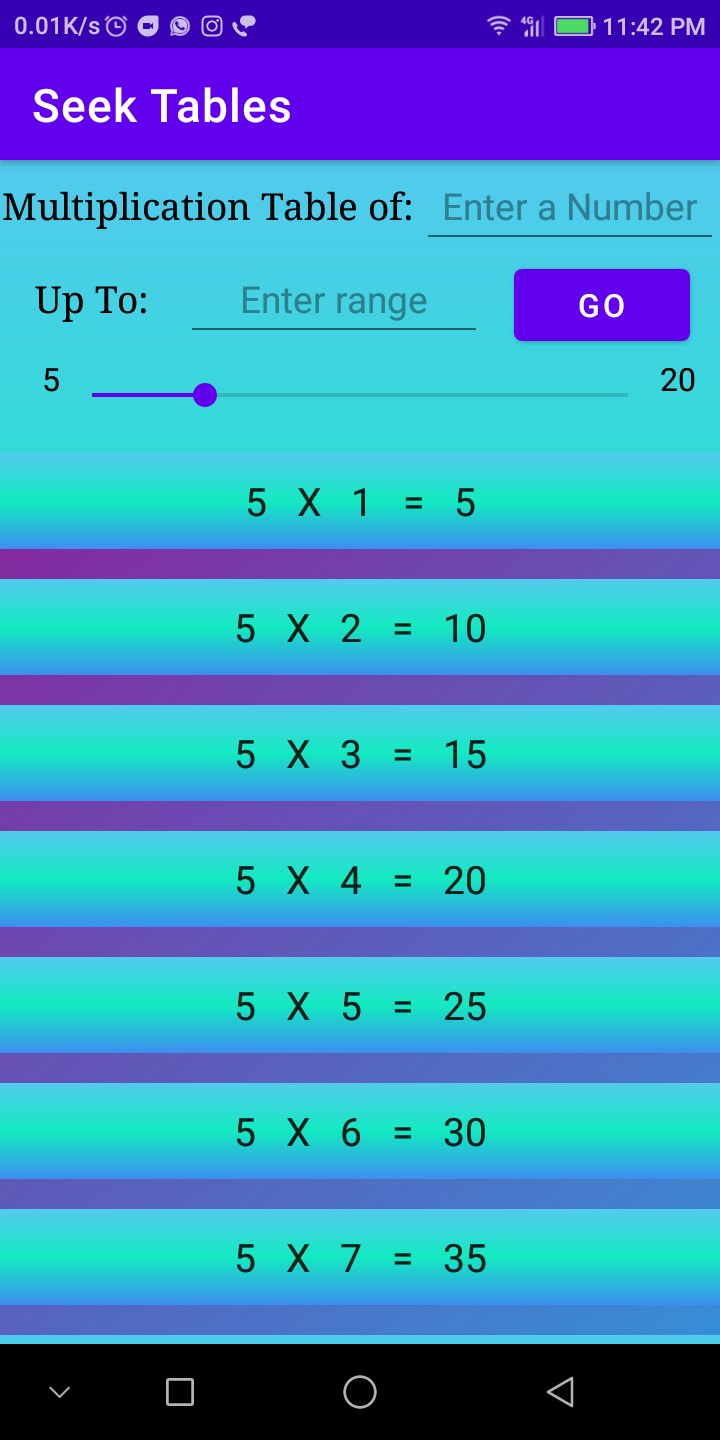 0.01K/s 4G 11:42 PM
Seek Tables
Multiplication Table of: Enter a Number
Up To: Enter range GO
5 20
5 X 1 = 5
5 X 2 = 10
5 X 3 = 15
5 X 4 = 20
5 X 5 = 25
5 X 6 = 30
5 X 7 = 35